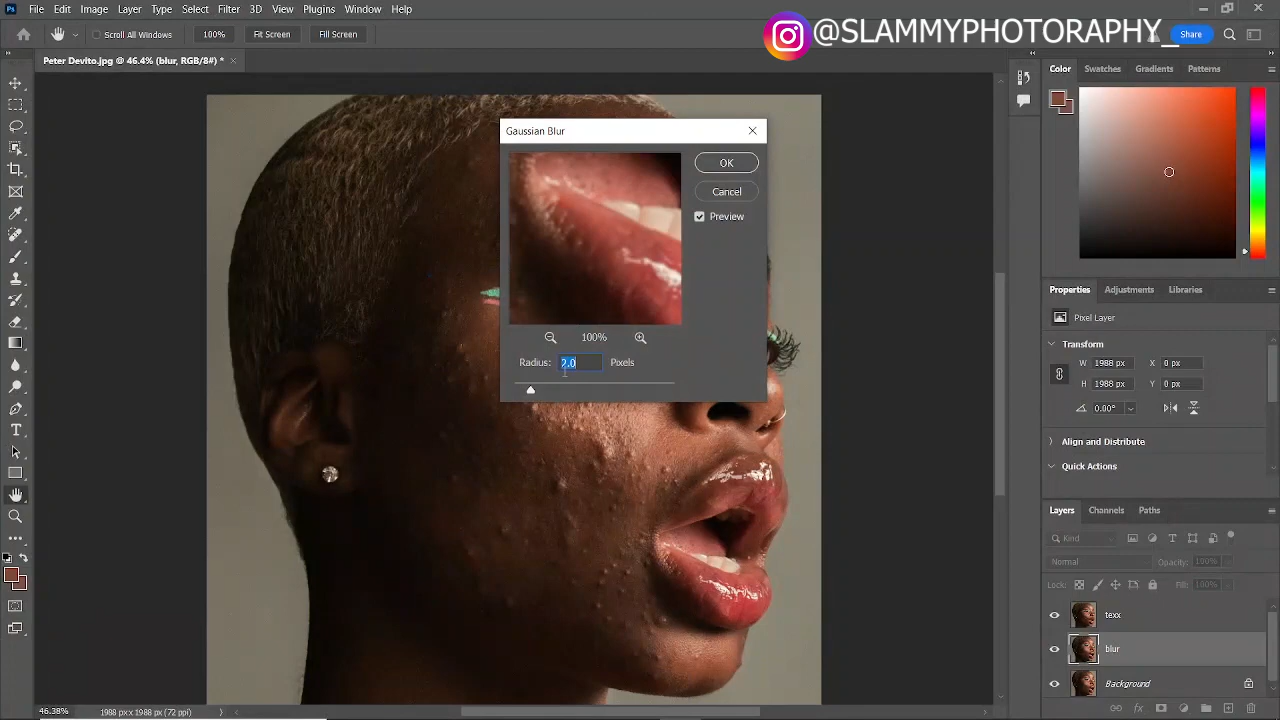 Ps File Edit Image Layer Type Select Filter 3D View Plugins Window Help
@SLAMMYPHOTORAPHY_
Scroll All Windows 100% Fit Screen Fill Screen Share
Peter Devito.jpg @ 46.4% (blur, RGB/8#) *
Color Swatches Gradients Patterns
Gaussian Blur
OK
Cancel
Preview
100%
Radius: 2.0 Pixels
Properties Adjustments Libraries
Pixel Layer
Transform
W 1988 px X 0 px
H 1988 px Y 0 px
0.00°
Align and Distribute
Quick Actions
Layers Channels Paths
Kind
Normal Opacity: 100%
Lock: Fill: 100%
texx
blur
Background
46.38% 1988 px x 1988 px (72 ppi)